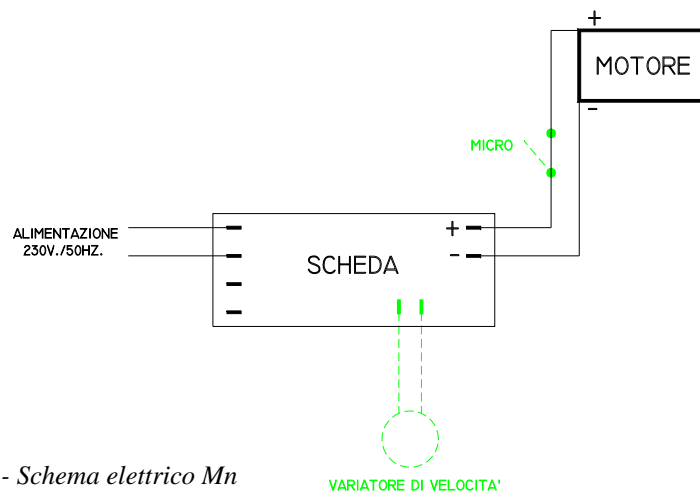 +
MOTORE
-
MICRO
ALIMENTAZIONE
230V./50HZ.
+
-
SCHEDA
- Schema elettrico Mn
VARIATORE DI VELOCITA'